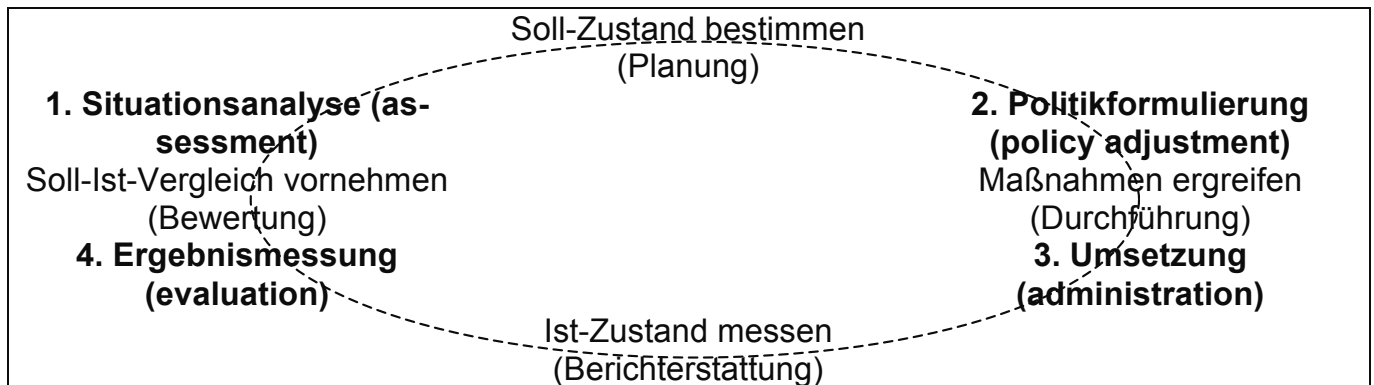 Soll-Zustand bestimmen
(Planung)
1. Situationsanalyse (as-
sessment)
Soll-Ist-Vergleich vornehmen
(Bewertung)
4. Ergebnismessung
(evaluation)
2. Politikformulierung
(policy adjustment)
Maßnahmen ergreifen
(Durchführung)
3. Umsetzung
(administration)
Ist-Zustand messen
(Berichterstattung)